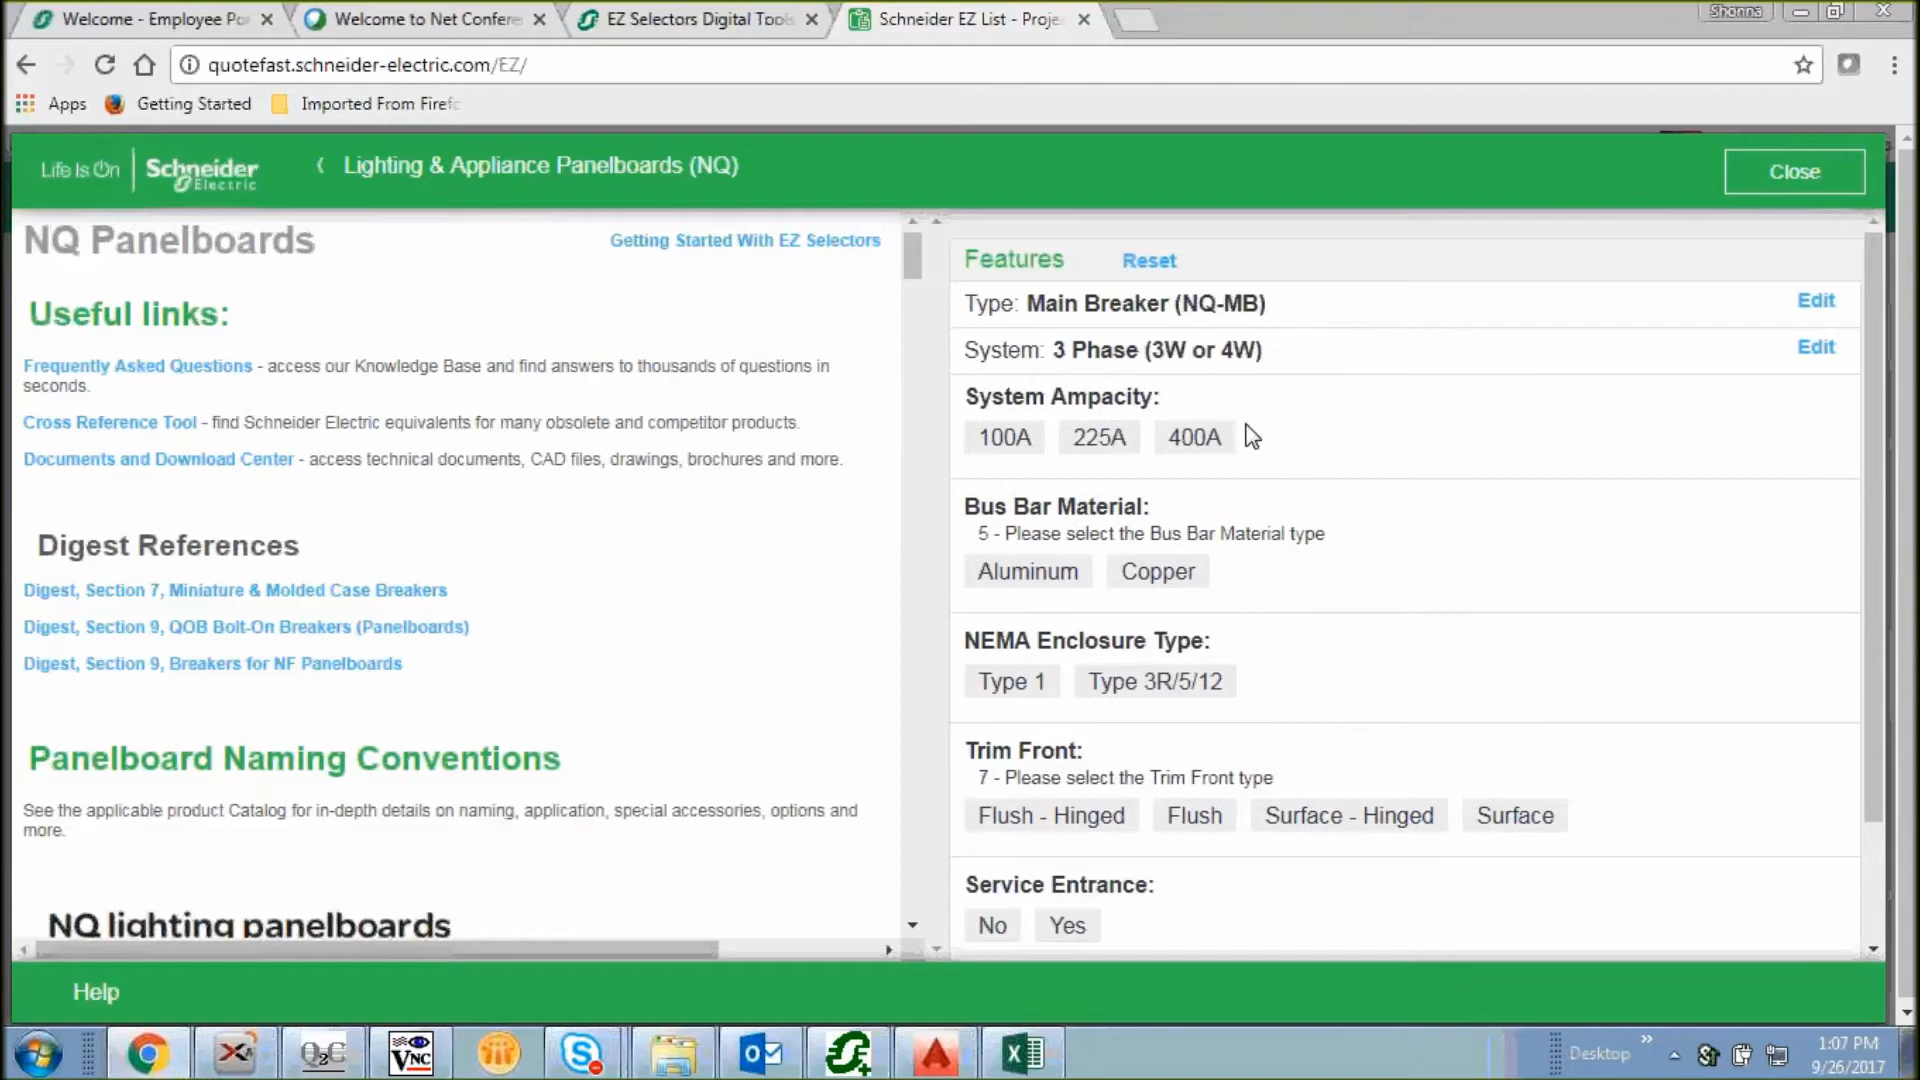 Welcome - Employee Po
Welcome to Net Confere
EZ Selectors Digital Tools
Schneider EZ List - Proje
Shonna
quotefast.schneider-electric.com/EZ/
Apps
Getting Started
Imported From Firef
Life Is On
Schneider
Electric
Lighting & Appliance Panelboards (NQ)
Close
NQ Panelboards
Getting Started With EZ Selectors
Useful links:
Frequently Asked Questions - access our Knowledge Base and find answers to thousands of questions in
seconds.
Cross Reference Tool - find Schneider Electric equivalents for many obsolete and competitor products.
Documents and Download Center - access technical documents, CAD files, drawings, brochures and more.
Digest References
Digest, Section 7, Miniature & Molded Case Breakers
Digest, Section 9, QOB Bolt-On Breakers (Panelboards)
Digest, Section 9, Breakers for NF Panelboards
Panelboard Naming Conventions
See the applicable product Catalog for in-depth details on naming, application, special accessories, options and
more.
NQ lighting panelboards
Features Reset
Type: Main Breaker (NQ-MB) Edit
System: 3 Phase (3W or 4W) Edit
System Ampacity:
100A 225A 400A
Bus Bar Material:
5 - Please select the Bus Bar Material type
Aluminum Copper
NEMA Enclosure Type:
Type 1 Type 3R/5/12
Trim Front:
7 - Please select the Trim Front type
Flush - Hinged Flush Surface - Hinged Surface
Service Entrance:
No Yes
Help
Q2C
VNC
Desktop
1:07 PM
9/26/2017